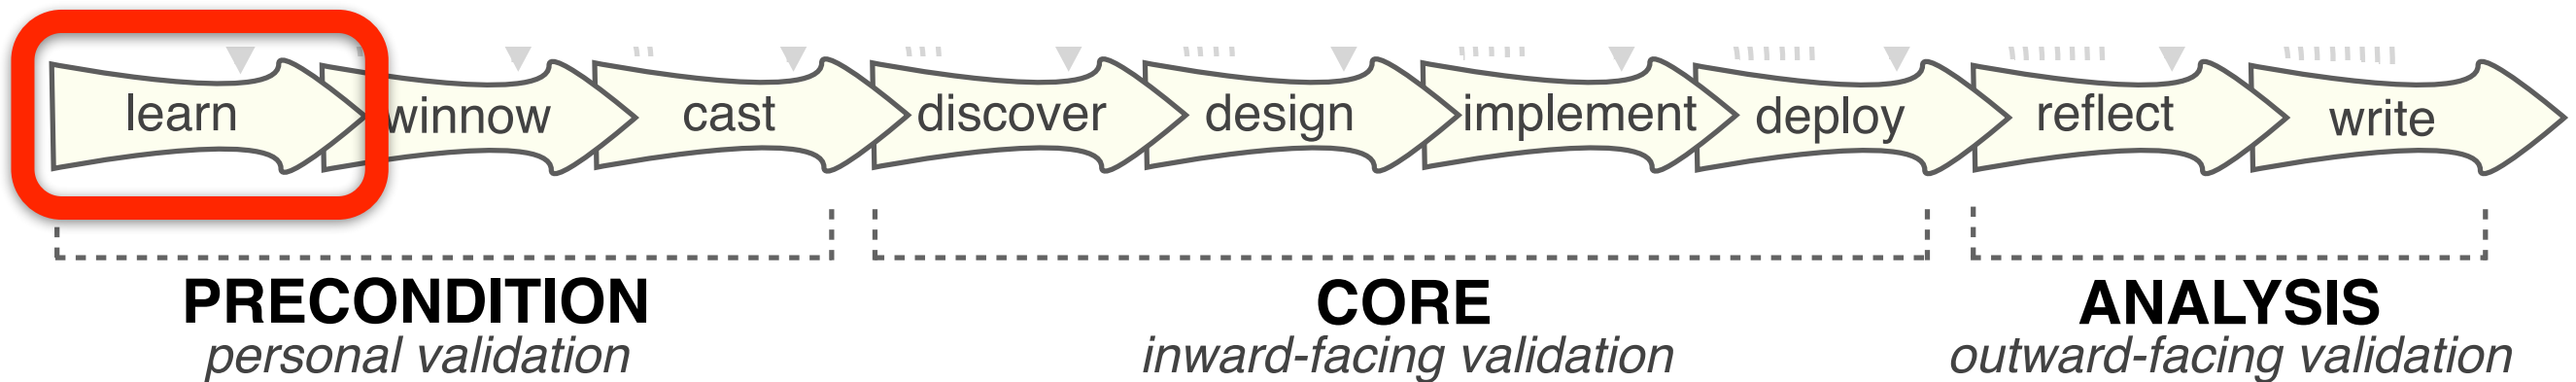 learn winnow cast discover design implement deploy reflect write
PRECONDITION CORE ANALYSIS
personal validation inward-facing validation outward-facing validation